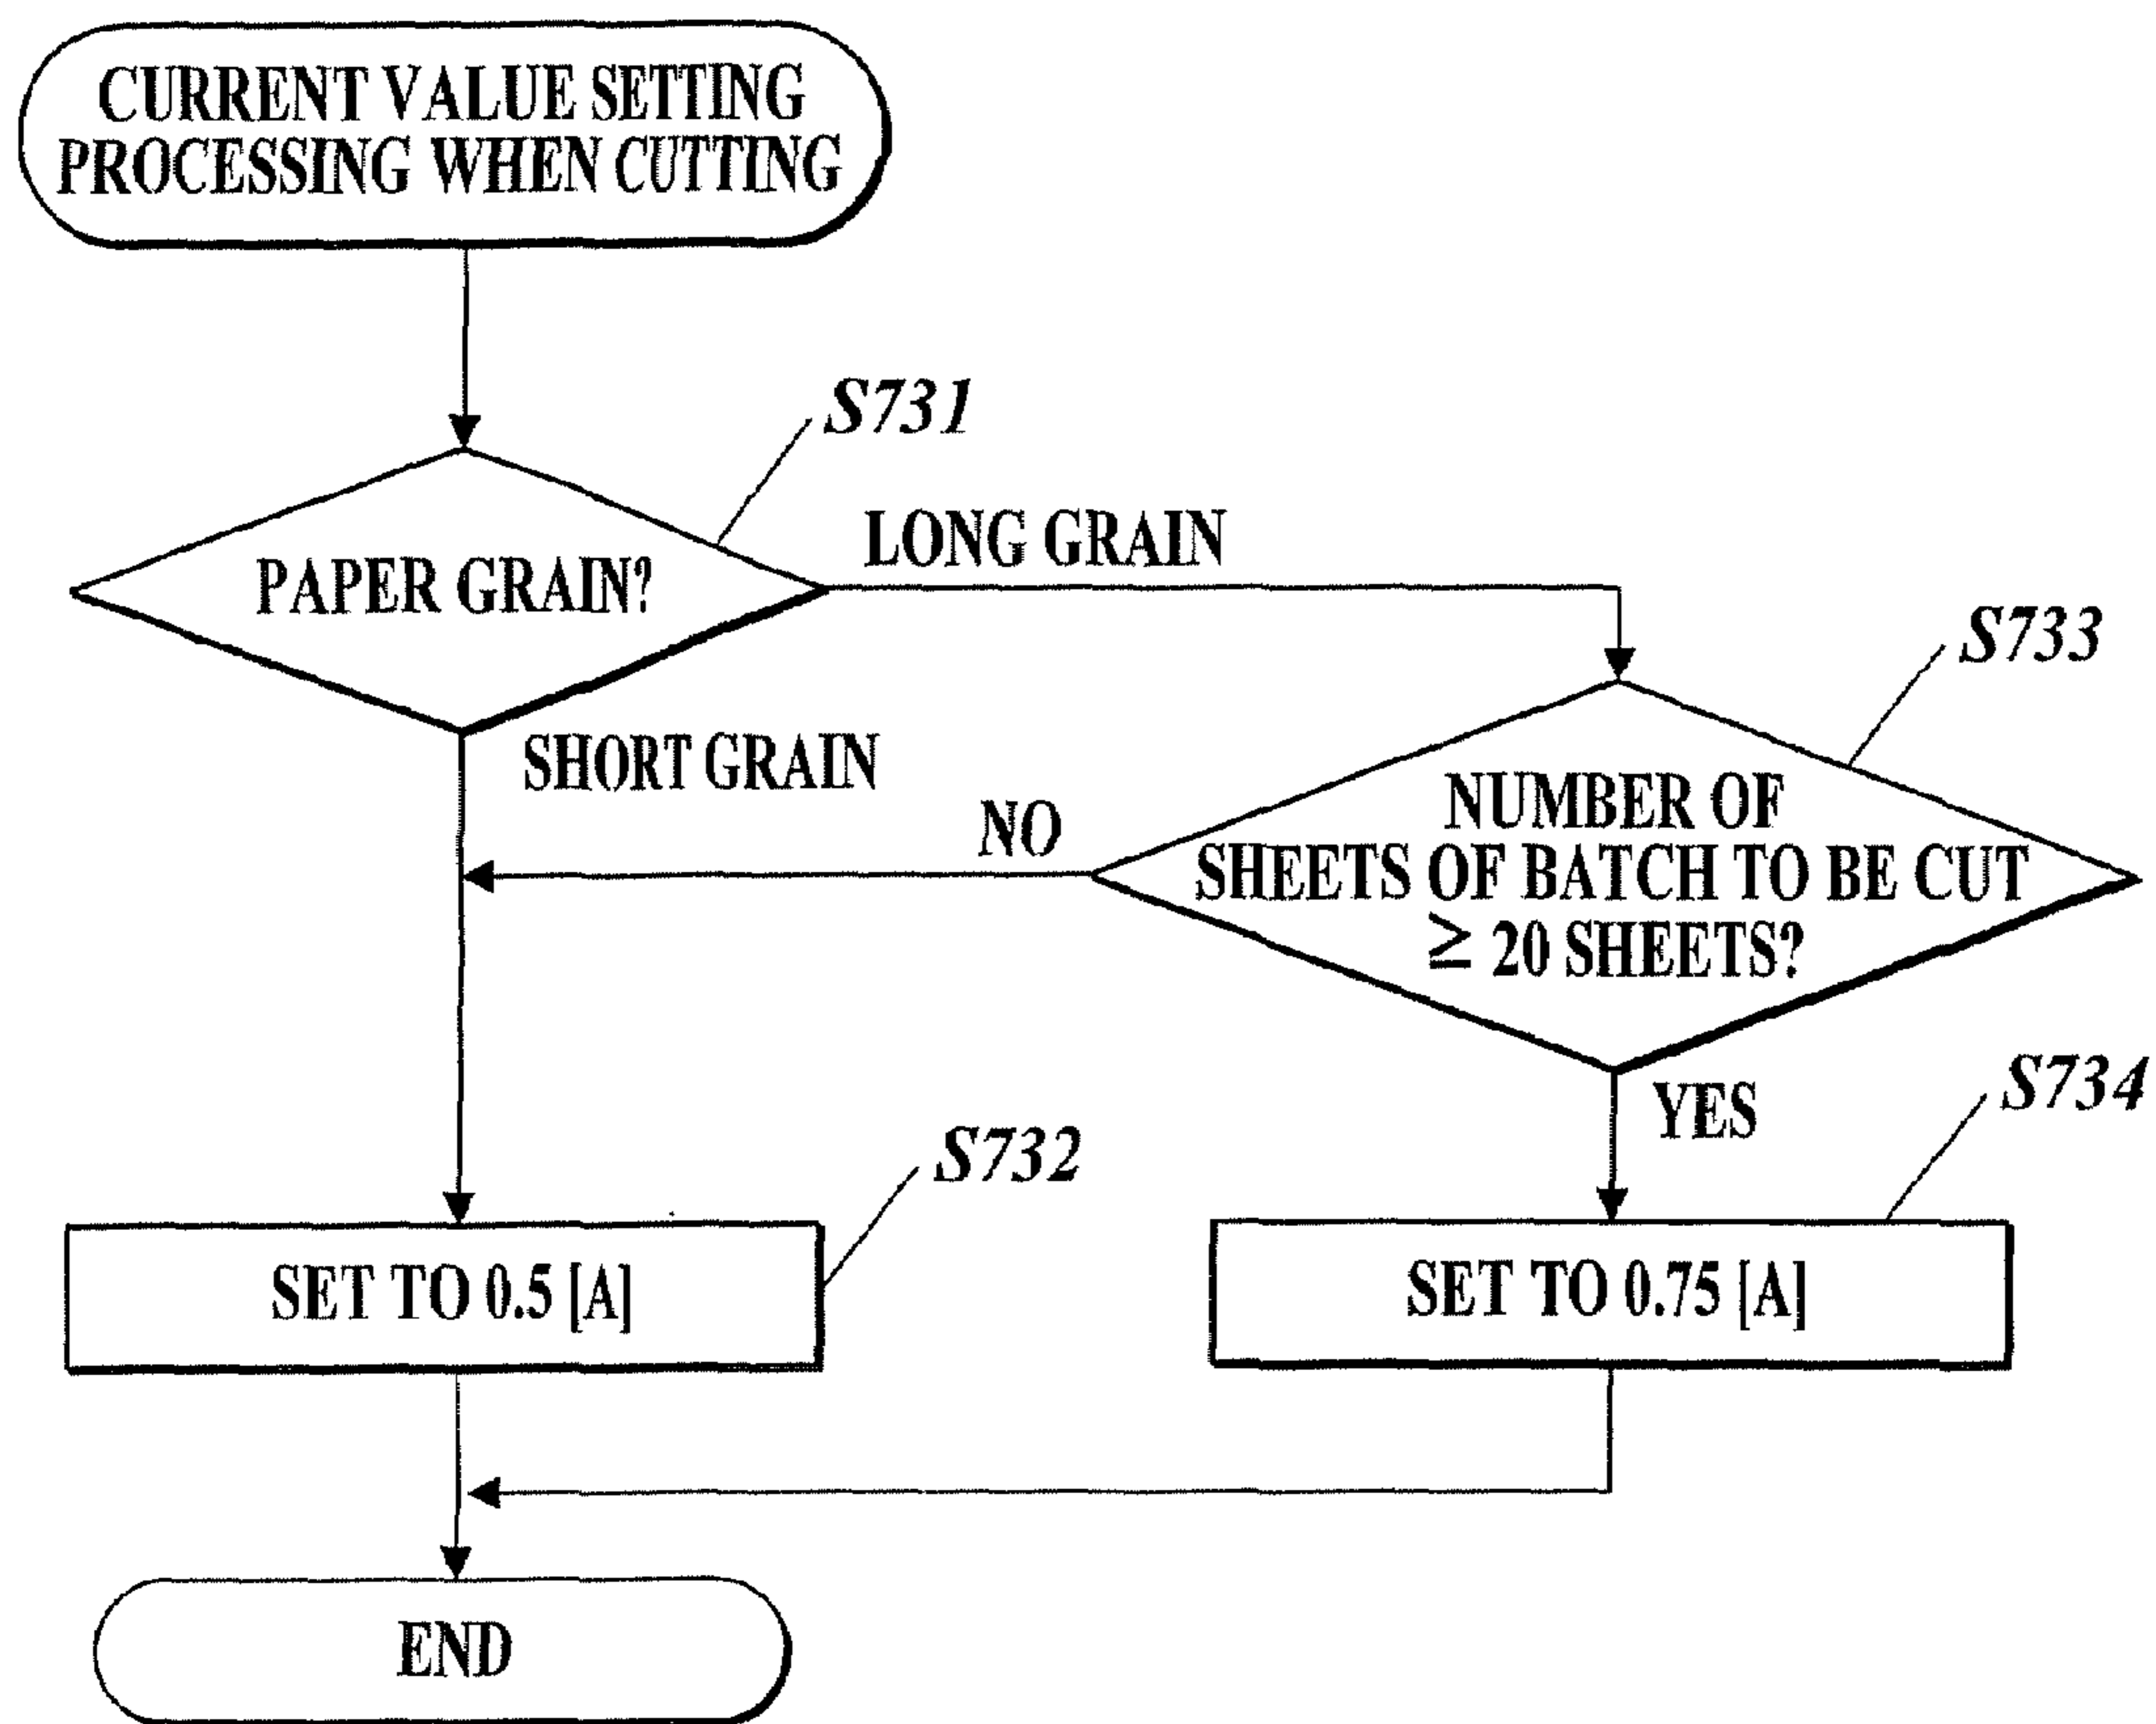 CURRENT VALUE SETTING
PROCESSING WHEN CUTTING
S731
PAPER GRAIN?
LONG GRAIN
SHORT GRAIN
S733
NUMBER OF
SHEETS OF BATCH TO BE CUT
≧ 20 SHEETS?
NO
YES
S732
SET TO 0.5 [A]
S734
SET TO 0.75 [A]
END